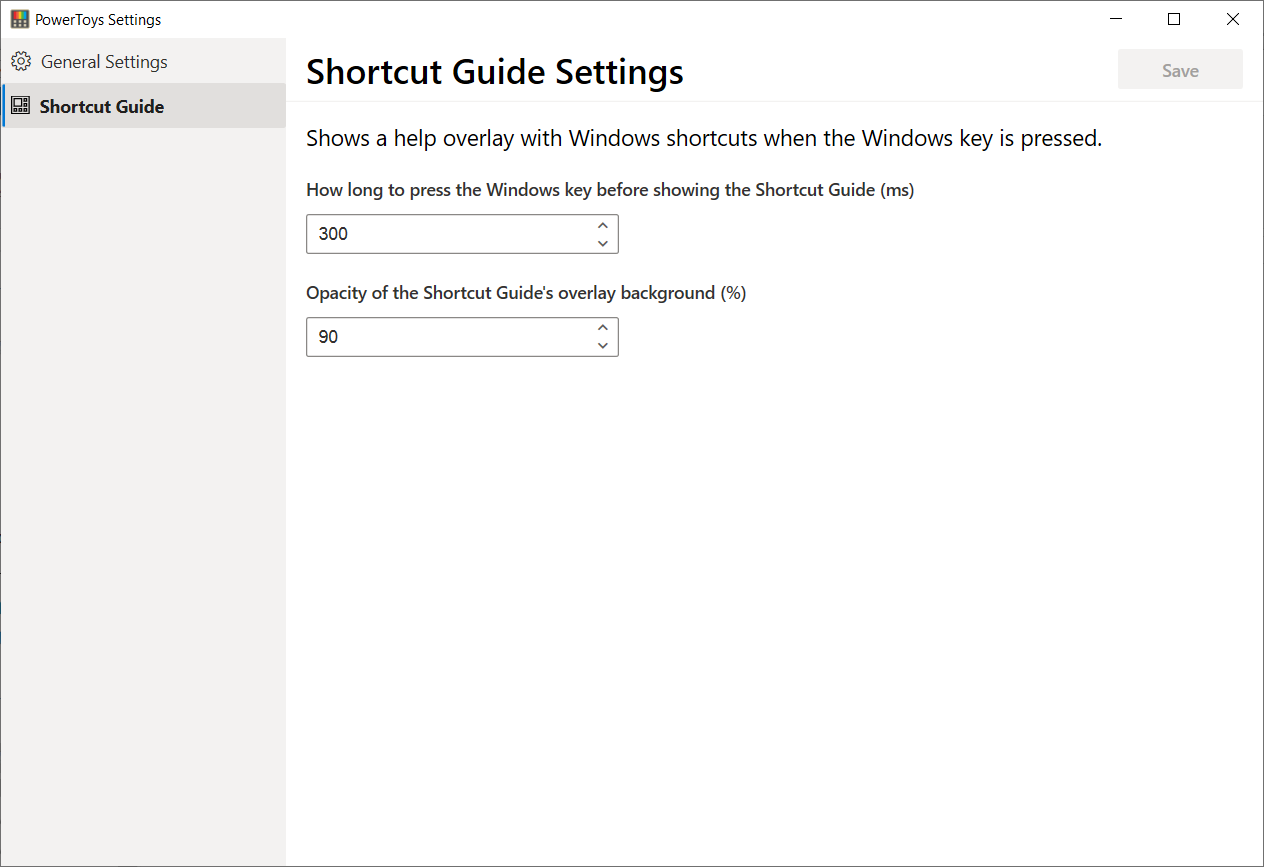 PowerToys Settings
General Settings
Shortcut Guide
Shortcut Guide Settings
Save
Shows a help overlay with Windows shortcuts when the Windows key is pressed.
How long to press the Windows key before showing the Shortcut Guide (ms)
300
Opacity of the Shortcut Guide's overlay background (%)
90